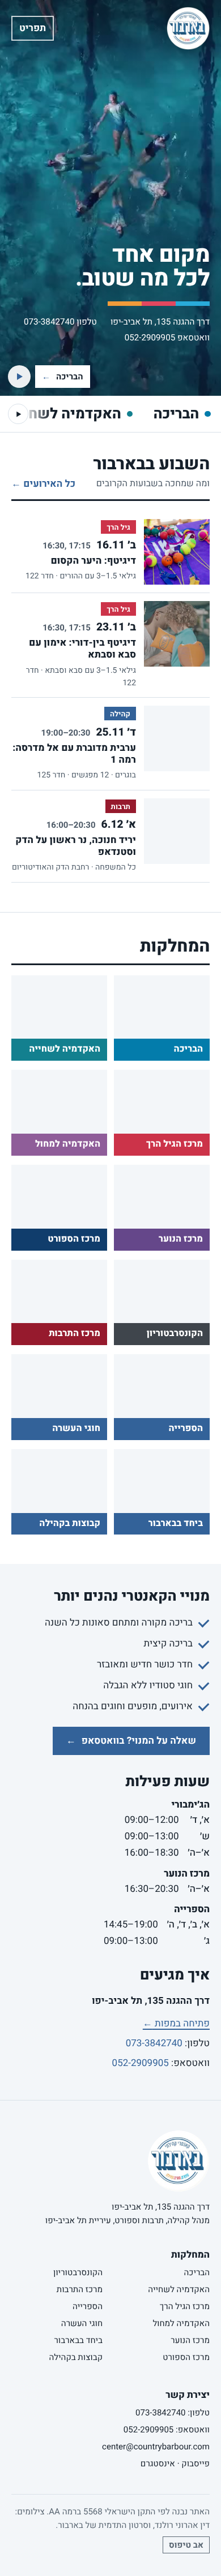 תפריט
בארבור
מקום אחד
לכל מה שטוב.
דרך ההגנה 135, תל אביב-יפו
טלפון 073-3842740
וואטסאפ 052-2909905
הבריכה ←
הבריכה
האקדמיה לשחי
השבוע בבארבור
ומה שמחכה בשבועות הקרובים
כל האירועים ←
גיל הרך
ב׳ 16.11 16:30, 17:15
דיגיטף: היער הקסום
גילאי 1.5–3 עם ההורים · חדר 122
גיל הרך
ב׳ 23.11 16:30, 17:15
דיגיטף בין-דורי: אימון עם
סבא וסבתא
גילאי 1.5–3 עם סבא וסבתא · חדר
122
קהילה
ד׳ 25.11 19:00–20:30
ערבית מדוברת עם אל מדרסה:
רמה 1
בוגרים · 12 מפגשים · חדר 125
תרבות
א׳ 6.12 16:00–20:30
יריד חנוכה, נר ראשון על הדק
וסטנדאפ
כל המשפחה · רחבת הדק והאודיטוריום
המחלקות
הבריכה
האקדמיה לשחייה
מרכז הגיל הרך
האקדמיה למחול
מרכז הנוער
מרכז הספורט
הקונסרבטוריון
מרכז התרבות
הספרייה
חוגי העשרה
ביחד בבארבור
קבוצות בקהילה
מנויי הקאנטרי נהנים יותר
בריכה מקורה ומתחם סאונות כל השנה
בריכה קיצית
חדר כושר חדיש ומאובזר
חוגי סטודיו ללא הגבלה
אירועים, מופעים וחוגים בהנחה
שאלה על המנוי? בוואטסאפ ←
שעות פעילות
הג׳ימבורי
א׳, ד׳ 09:00–12:00
ש׳ 09:00–13:00
א׳–ה׳ 16:00–18:30
מרכז הנוער
א׳–ה׳ 16:30–20:30
הספרייה
א׳, ב׳, ד׳, ה׳ 14:45–19:00
ג׳ 09:00–13:00
איך מגיעים
דרך ההגנה 135, תל אביב-יפו
פתיחה במפות ←
טלפון: 073-3842740
וואטסאפ: 052-2909905
בארבור
דרך ההגנה 135, תל אביב-יפו
מנהל קהילה, תרבות וספורט, עיריית תל אביב-יפו
המחלקות
הבריכה
הקונסרבטוריון
האקדמיה לשחייה
מרכז התרבות
מרכז הגיל הרך
הספרייה
האקדמיה למחול
חוגי העשרה
מרכז הנוער
ביחד בבארבור
מרכז הספורט
קבוצות בקהילה
יצירת קשר
טלפון: 073-3842740
וואטסאפ: 052-2909905
center@countrybarbour.com
פייסבוק · אינסטגרם
האתר נבנה לפי התקן הישראלי 5568 ברמה AA. צילומים:
דין אהרוני רולנד, וסרטון התדמית של בארבור.
אב טיפוס